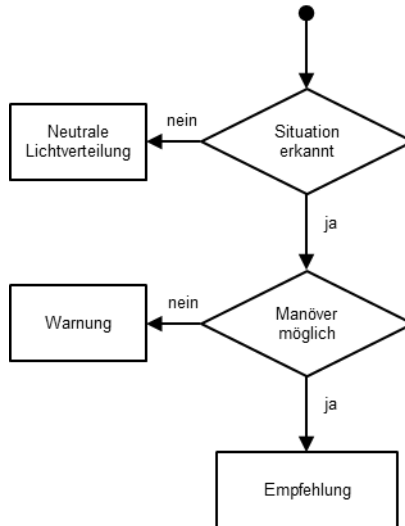 nein
Neutrale
Lichtverteilung
Situation
erkannt
ja
nein
Warnung
Manöver
möglich
ja
Empfehlung